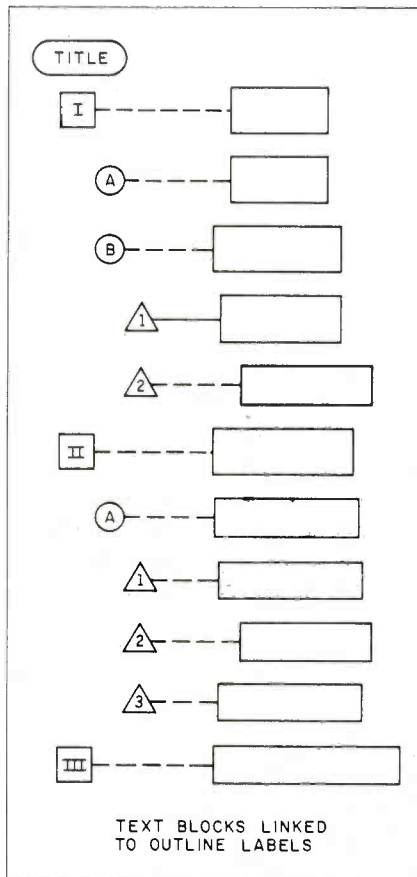 TITLE
I
A
B
1
2
II
A
1
2
3
III
TEXT BLOCKS LINKED
TO OUTLINE LABELS